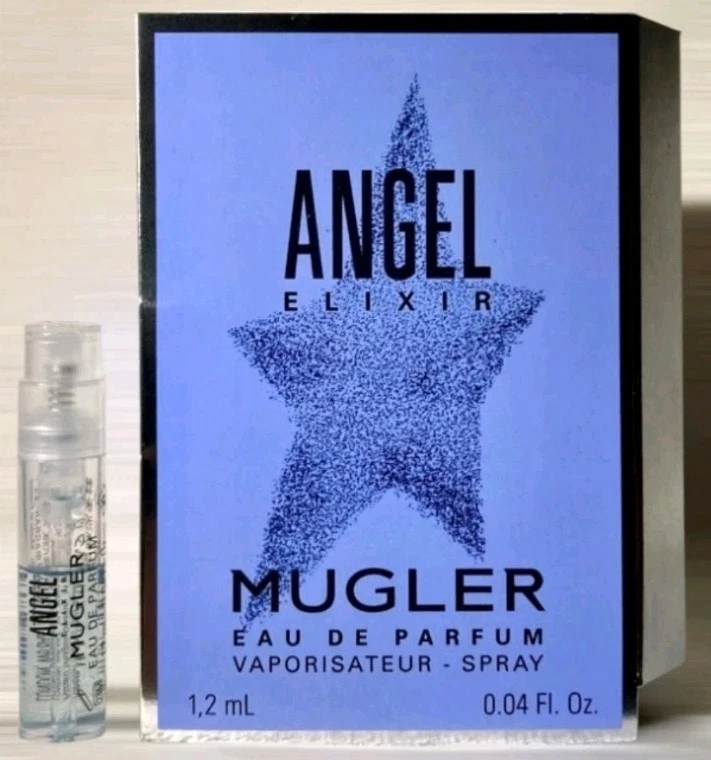 ANGEL
ELIXIR
MUGLER
EAU DE PARFUM
VAPORISATEUR - SPRAY
1,2 mL
0.04 Fl. Oz.
ANGEL
MUGLER
EAU DE PARFUM